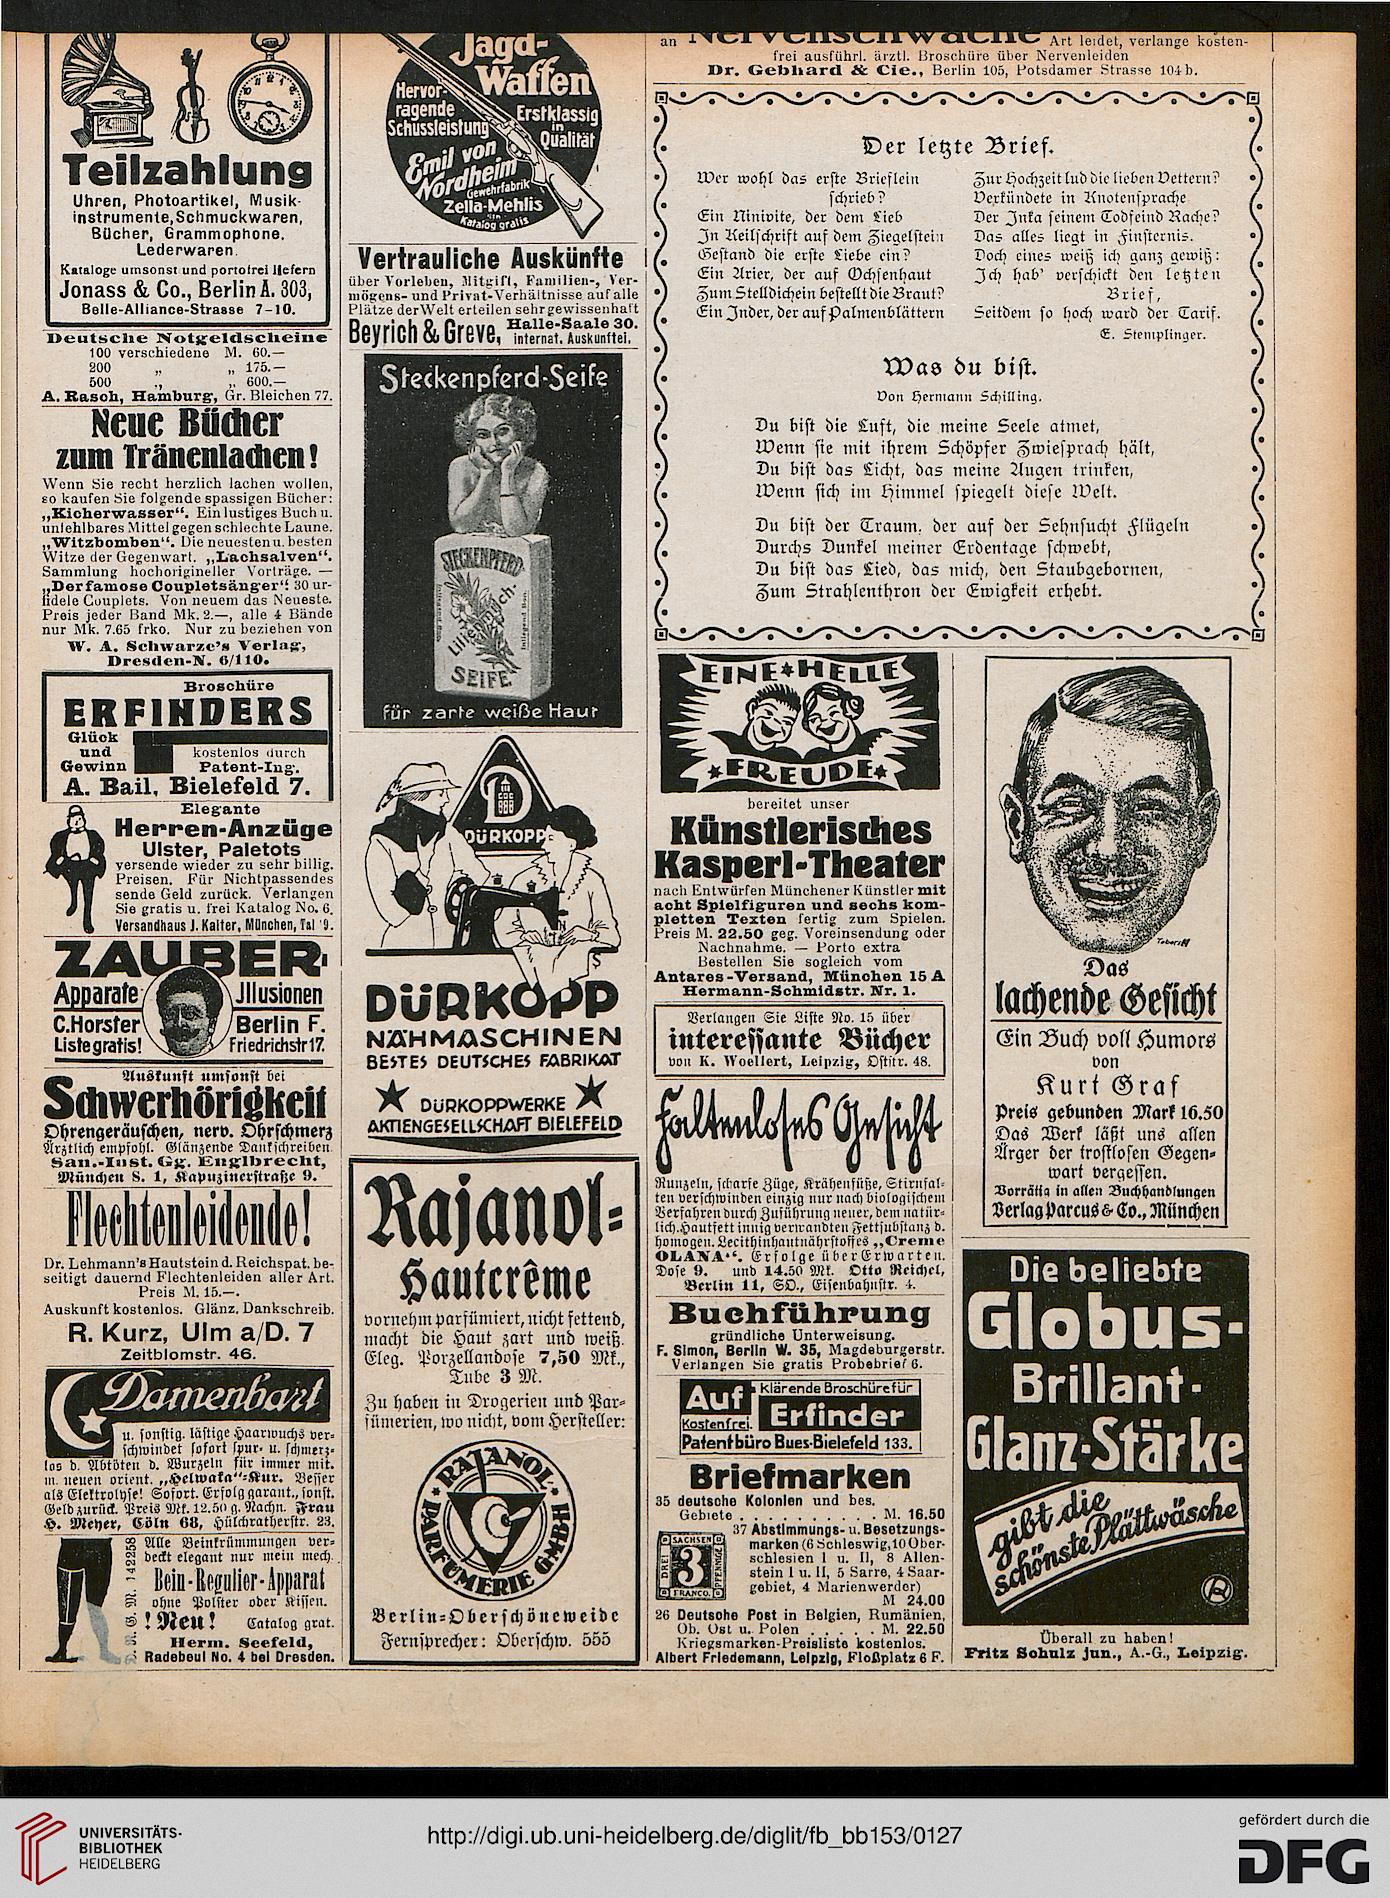 Teilzahlung
Uhren, Photoartikel, Musik-
instrumente, Schmuckwaren,
Bücher, Grammophone,
Lederwaren.
Kataloge umsonst und portofrei liefern
Jonass & Co., Berlin A. 303,
Belle-Alliance-Strasse 7-10.
Deutsche Notgeldscheine
100 verschiedene M. 60.—
200 „ „ 175.—
500 „ „ 600.—
A. Rasch, Hamburg, Gr. Bleichen 77.
Neue Bücher
zum Tränenlachen!
Wenn Sie recht herzlich lachen wollen,
so kaufen Sie folgende spassigen Bücher:
„Kicherwasser“. Ein lustiges Buch u.
unfehlbares Mittel gegen schlechte Laune.
„Witzbomben“. Die neuesten u. besten
Witze der Gegenwart. „Lachsalven“.
Sammlung hochorigineller Vorträge. —
„Der famose Coupletsänger“: 30 ur-
fidele Couplets. Von neuem das Neueste.
Preis jeder Band Mk. 2.—, alle 4 Bände
nur Mk. 7.65 frko. Nur zu beziehen von
W. A. Schwarze's Verlag,
Dresden-N. 6/110.
Broschüre
ERFINDERS
Glück
und
Gewinn
kostenlos durch
Patent-Ing.
A. Bail, Bielefeld 7.
Elegante
Herren-Anzüge
Ulster, Paletots
versende wieder zu sehr billig.
Preisen. Für Nichtpassendes
sende Geld zurück. Verlangen
Sie gratis u. frei Katalog No. 6.
Versandhaus J. Kalter, München, Tal 19.
ZAUBER-
Apparate Jllusionen
C. Horster Berlin F.
Liste gratis! Friedrichstr 17.
Auskunft umsonst bei
Schwerhörigkeit
Ohrengeräuschen, nerv. Ohrschmerz
Ärztlich empfohl. Glänzende Dankschreiben.
San.-Inst. Gg. Englbrecht,
München S. 1, Kapuzinerstraße 9.
Flechtenleidende!
Dr. Lehmann's Hautstein d. Reichspat. be-
seitigt dauernd Flechtenleiden aller Art.
Preis M. 15.—.
Auskunft kostenlos. Glänz. Dankschreib.
R. Kurz, Ulm a/D. 7
Zeitblomstr. 46.
Damenbart
u. sonstig. lästige Haarwuchs ver-
schwindet sofort spur- u. schmerz-
los d. Abtöten d. Wurzeln für immer mit.
m. neuen orient. „Helwaka“-Kur. Besser
als Elektrolyse! Sofort. Erfolg garant., sonst.
Geld zurück. Preis Mk. 12.50 g. Nachn. Frau
H. Meyer, Cöln 68, Hülchratherstr. 23.
D. R. G. M. 142258
Alle Beinkrümmungen ver-
deckt elegant nur mein mech.
Bein-Regulier-Apparat
ohne Polster oder Kissen.
! Neu! Catalog grat.
Herm. Seefeld,
Radebeul No. 4 bei Dresden.
Jagd-
Waffen
Hervor-
ragende
Schussleistung
Erstklassig
in
Qualität
Emil von
Nordheim
Gewehrfabrik
Zella-Mehlis
Katalog gratis
Vertrauliche Auskünfte
über Vorleben, Mitgift, Familien-, Ver-
mögens- und Privat-Verhältnisse auf alle
Plätze der Welt erteilen sehr gewissenhaft
Beyrich & Greve, Halle-Saale 30.
internat. Auskunftei.
Steckenpferd-Seife
STECKENPFERD
Lilienmilch-
SEIFE
für zarte weiße Haut
DÜRKOPP
DÜRKOPP
NÄHMASCHINEN
BESTES DEUTSCHES FABRIKAT
DÜRKOPPWERKE
AKTIENGESELLSCHAFT BIELEFELD
Rajanol-
Hautcrême
vornehm parfümiert, nicht fettend,
macht die Haut zart und weiß.
Eleg. Porzellandose 7,50 Mk.,
Tube 3 M.
Zu haben in Drogerien und Par-
fümerien, wo nicht, vom Hersteller:
RAJANOL-
PARFUMERIE GMBH
Berlin-Oberschöneweide
Fernsprecher: Oberschw. 555
an Nervenschwäche Art leidet, verlange kosten-
frei ausführl. ärztl. Broschüre über Nervenleiden
Dr. Gebhard & Cie., Berlin 105, Potsdamer Strasse 104 b.
Der letzte Brief.
Wer wohl das erste Brieflein
schrieb?
Ein Ninivite, der dem Lieb
In Keilschrift auf dem Ziegelstein
Gestand die erste Liebe ein?
Ein Arier, der auf Ochsenhaut
Zum Stelldichein bestellt die Braut?
Ein Inder, der auf Palmenblättern
Zur Hochzeit lud die lieben Vettern?
Verkündete in Knotensprache
Der Inka seinem Todfeind Rache?
Das alles liegt in Finsternis.
Doch eines weiß ich ganz gewiß:
Ich hab' verschickt den letzten
Brief,
Seitdem so hoch ward der Tarif.
E. Stemplinger.
Was du bist.
Von Hermann Schilling.
Du bist die Luft, die meine Seele atmet,
Wenn sie mit ihrem Schöpfer Zwiesprach hält,
Du bist das Licht, das meine Augen trinken,
Wenn sich im Himmel spiegelt diese Welt.
Du bist der Traum, der auf der Sehnsucht Flügeln
Durchs Dunkel meiner Erdentage schwebt,
Du bist das Lied, das mich, den Staubgebornen,
Zum Strahlenthron der Ewigkeit erhebt.
EINE HELLE
FREUDE
bereitet unser
Künstlerisches
Kasperl-Theater
nach Entwürfen Münchener Künstler mit
acht Spielfiguren und sechs kom-
pletten Texten fertig zum Spielen.
Preis M. 22.50 geg. Voreinsendung oder
Nachnahme. — Porto extra
Bestellen Sie sogleich vom
Antares-Versand, München 15 A
Hermann-Schmidstr. Nr. 1.
Verlangen Sie Liste No. 15 über
interessante Bücher
von K. Woellert, Leipzig, Ostitr. 48.
Faltenloses Gesicht
Runzeln, scharfe Züge, Krähenfüße, Stirnfal-
ten verschwinden einzig nur nach biologischem
Verfahren durch Zuführung neuer, dem natür-
lich. Hautfett innig verwandten Fettsubstanz d.
homogen. Lecithinhautnährstoffes „Creme
OLANA“. Erfolge über Erwarten.
Dose 9. und 14.50 Mk. Otto Reichel,
Berlin 11, SO., Eisenbahnstr. 4.
Buchführung
gründliche Unterweisung.
F. Simon, Berlin W. 35, Magdeburgerstr.
Verlangen Sie gratis Probebrief 6.
Auf Klärende Broschüre für
Kostenfrei. Erfinder
Patentbüro Bues-Bielefeld 133.
Briefmarken
35 deutsche Kolonien und bes.
Gebiete . . . . . . . . . . M. 16.50
SACHSEN
DREI
3
PFENNIGE
FRANCO.
37 Abstimmungs- u. Besetzungs-
marken (6 Schleswig, 10 Ober-
schlesien I u. II, 8 Allen-
stein I u. II, 5 Sarre, 4 Saar-
gebiet, 4 Marienwerder)
M 24.00
26 Deutsche Post in Belgien, Rumänien,
Ob. Ost u. Polen . . . . . M. 22.50
Kriegsmarken-Preisliste kostenlos.
Albert Friedemann, Leipzig, Floßplatz 6 F.
Das
lachende Gesicht
Ein Buch voll Humors
von
Kurt Graf
Preis gebunden Mark 16.50
Das Werk läßt uns allen
Ärger der trostlosen Gegen-
wart vergessen.
Vorrätig in allen Buchhandlungen
Verlag Parcus & Co., München
Die beliebte
Globus-
Brillant-
Glanz-Stärke
gibt die
schönste Plättwäsche
Überall zu haben!
Fritz Schulz jun., A.-G., Leipzig.
UNIVERSITÄTS-
BIBLIOTHEK
HEIDELBERG
http://digi.ub.uni-heidelberg.de/diglit/fb_bb153/0127
gefördert durch die
DFG